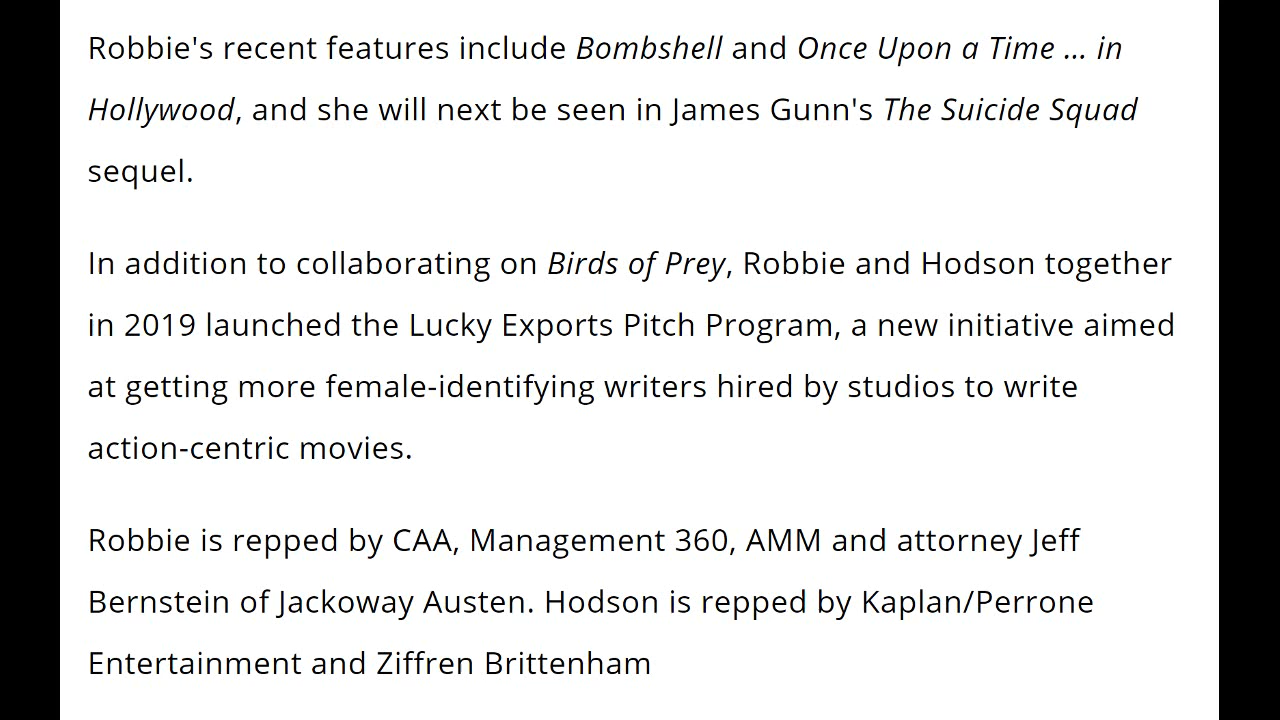 Robbie's recent features include Bombshell and Once Upon a Time ... in
Hollywood, and she will next be seen in James Gunn's The Suicide Squad
sequel.
In addition to collaborating on Birds of Prey, Robbie and Hodson together
in 2019 launched the Lucky Exports Pitch Program, a new initiative aimed
at getting more female-identifying writers hired by studios to write
action-centric movies.
Robbie is repped by CAA, Management 360, AMM and attorney Jeff
Bernstein of Jackoway Austen. Hodson is repped by Kaplan/Perrone
Entertainment and Ziffren Brittenham